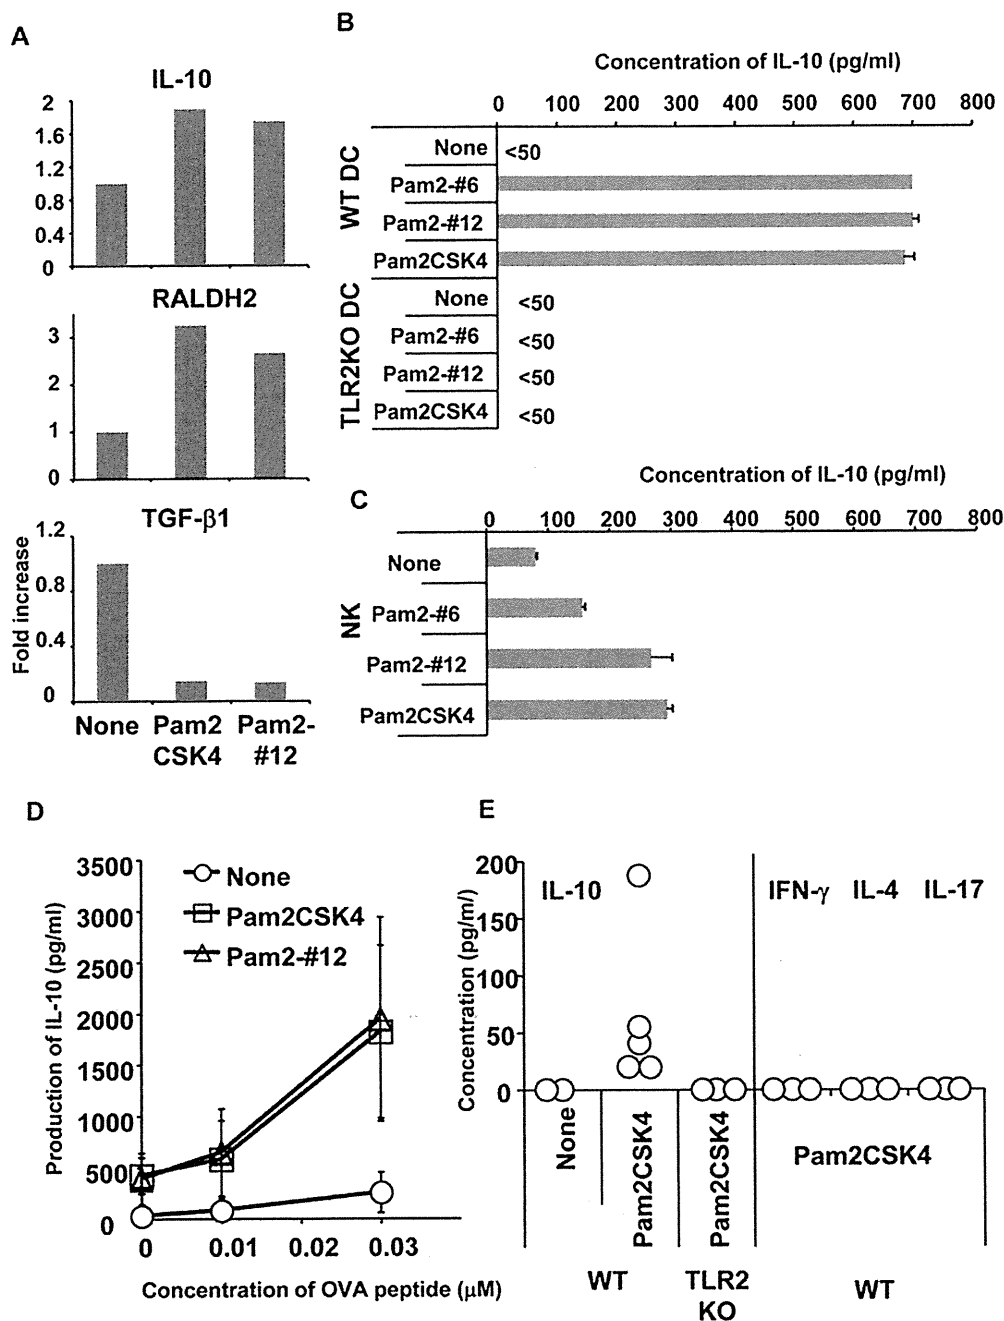 A
IL-10
2
1.6
1.2
0.8
0.4
0
RALDH2
3
2
1
0
TGF-β1
1.2
0.8
0.4
0
Fold increase
None
Pam2
CSK4
Pam2-
#12
B
Concentration of IL-10 (pg/ml)
0 100 200 300 400 500 600 700 800
WT DC
None <50
Pam2-#6
Pam2-#12
Pam2CSK4
TLR2KO DC
None <50
Pam2-#6 <50
Pam2-#12 <50
Pam2CSK4 <50
C
Concentration of IL-10 (pg/ml)
0 100 200 300 400 500 600 700 800
NK
None
Pam2-#6
Pam2-#12
Pam2CSK4
D
Production of IL-10 (pg/ml)
3500
3000
2500
2000
1500
1000
500
0
None
Pam2CSK4
Pam2-#12
0 0.01 0.02 0.03
Concentration of OVA peptide (μM)
E
Concentration (pg/m/)
200
150
100
50
0
IL-10
IFN-γ IL-4 IL-17
None
Pam2CSK4
Pam2CSK4
Pam2CSK4
WT
TLR2
KO
WT